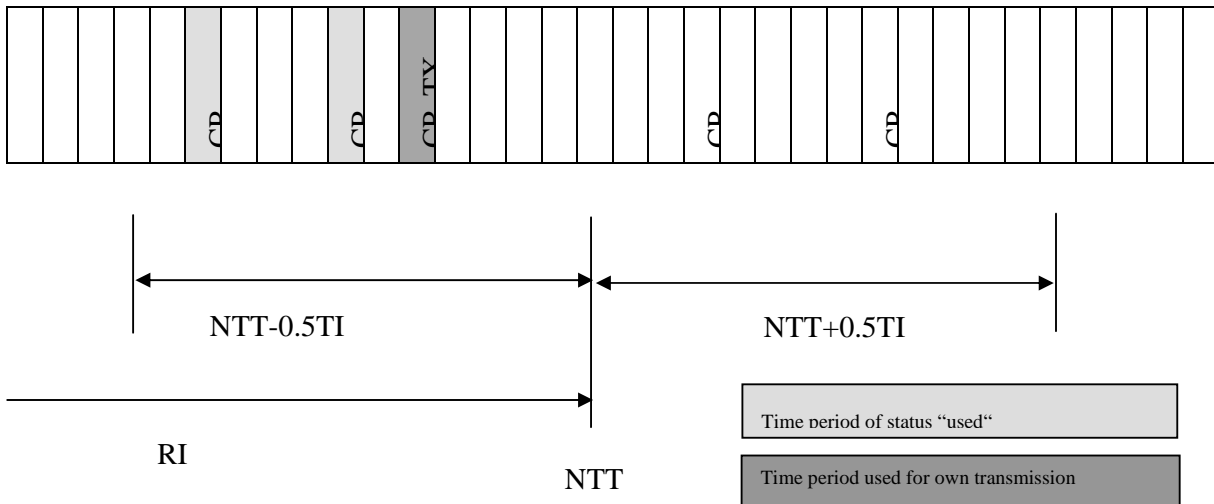 CP
CP
CP TX
CP
CP
NTT-0.5TI
NTT+0.5TI
Time period of status “used“
RI
Time period used for own transmission
NTT